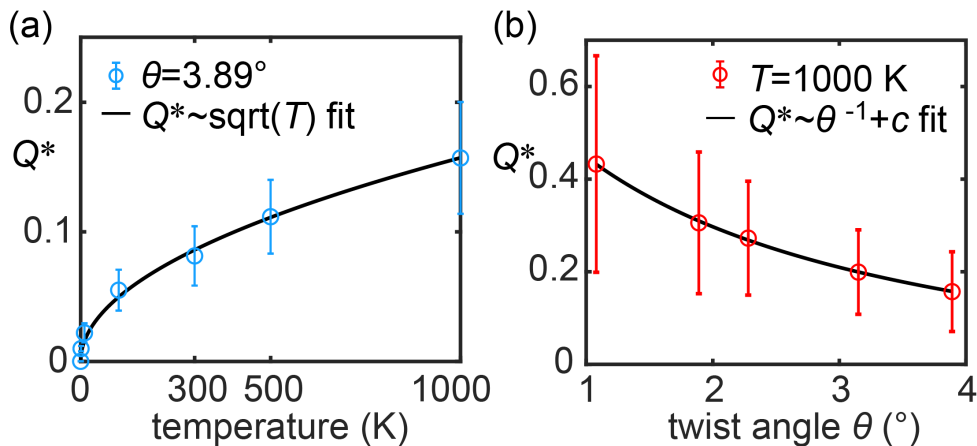 (a)
θ=3.89°
Q*~sqrt(T) fit
Q*
0.2
0.1
0
0 300 500 1000
temperature (K)
(b)
T=1000 K
Q*~θ⁻¹+c fit
Q*
0.6
0.4
0.2
0
1 2 3 4
twist angle θ (°)